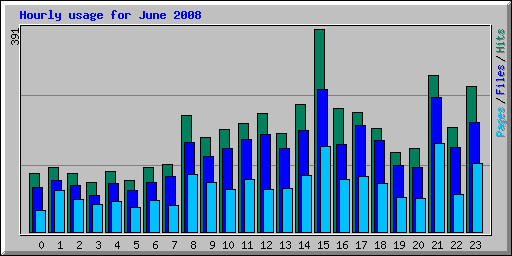 Hourly usage for June 2008
391
Pages/Files/Hits
0 1 2 3 4 5 6 7 8 9 10 11 12 13 14 15 16 17 18 19 20 21 22 23